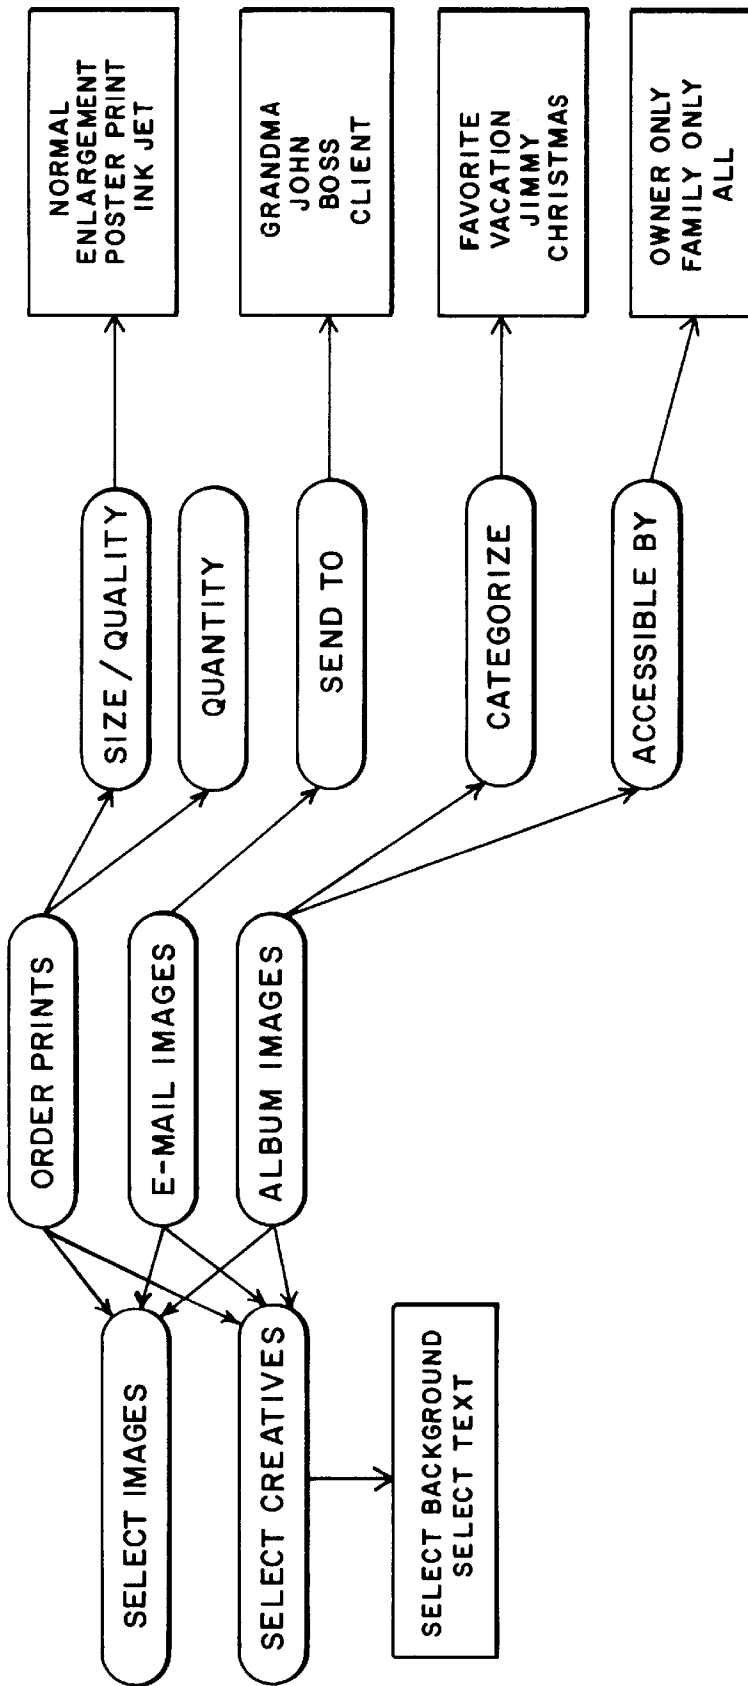 SELECT IMAGES
SELECT CREATIVES
SELECT BACKGROUND
SELECT TEXT
ORDER PRINTS
E-MAIL IMAGES
ALBUM IMAGES
SIZE / QUALITY
QUANTITY
SEND TO
CATEGORIZE
ACCESSIBLE BY
NORMAL
ENLARGEMENT
POSTER PRINT
INK JET
GRANDMA
JOHN
BOSS
CLIENT
FAVORITE
VACATION
JIMMY
CHRISTMAS
OWNER ONLY
FAMILY ONLY
ALL